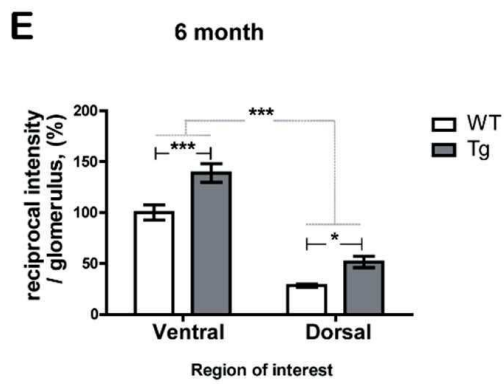 E
6 month
reciprocal intensity
/ glomerulus, (%)
200
150
100
50
0
***
***
*
WT
Tg
Ventral
Dorsal
Region of interest